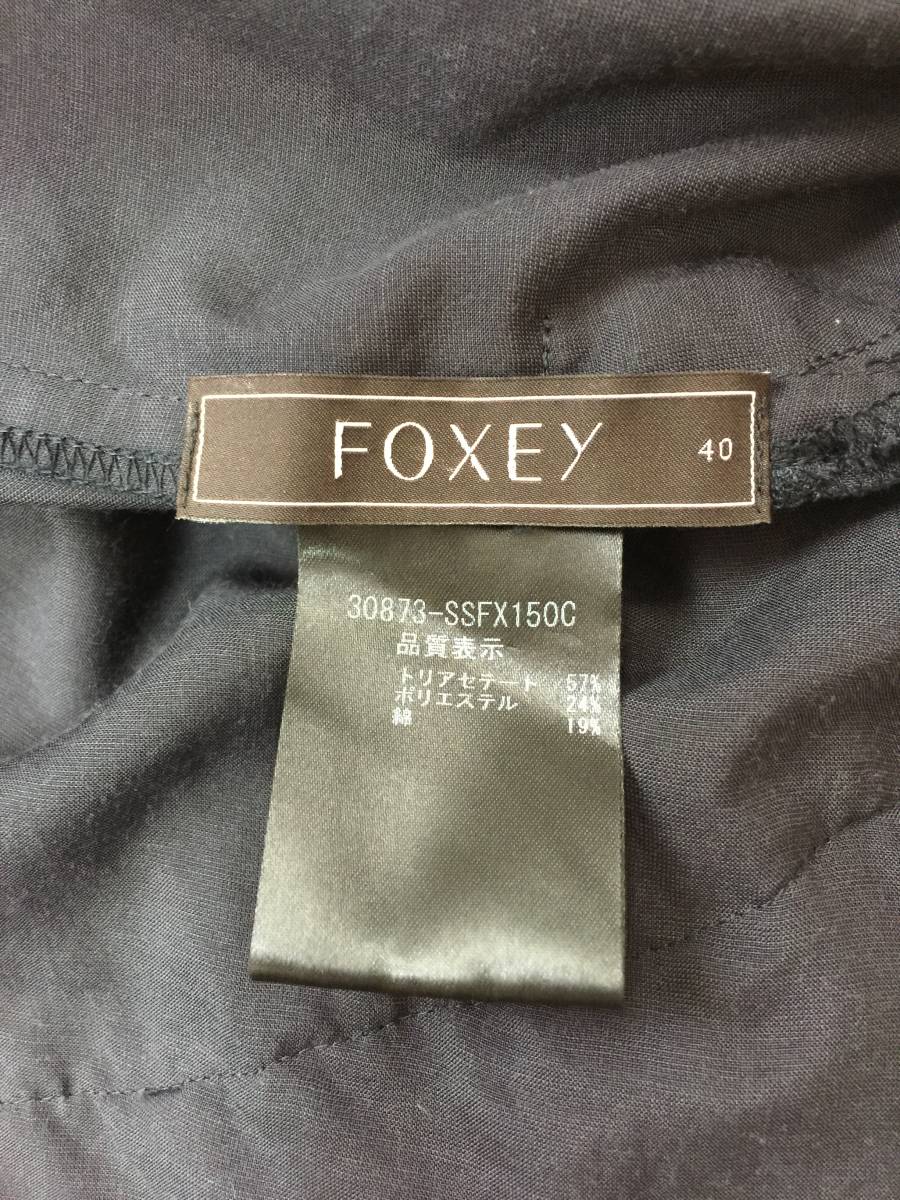 FOXEY 40
30873-SSFX150C
品質表示
トリアセテート 57%
ポリエステル 24%
綿 19%